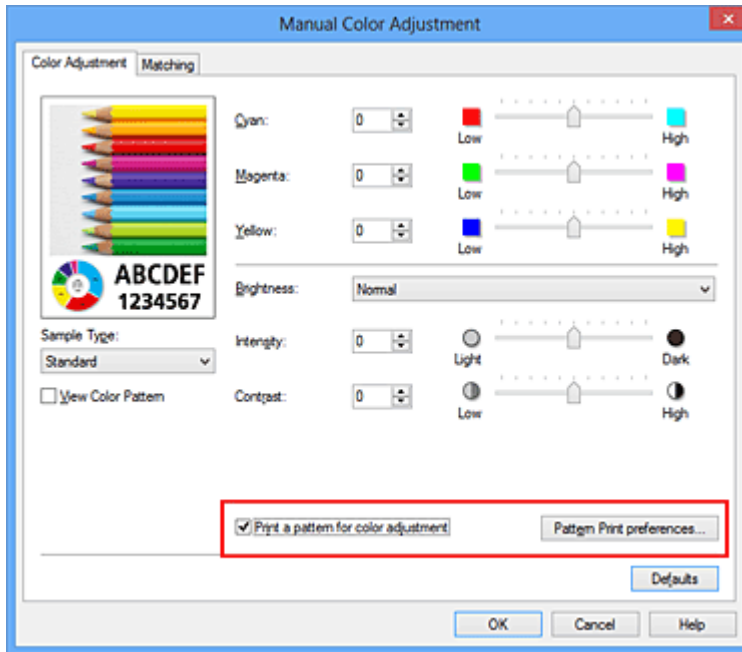 Manual Color Adjustment
Color Adjustment Matching
Cyan: 0 Low High
Magenta: 0 Low High
Yellow: 0 Low High
ABCDEF
1234567
Brightness: Normal
Sample Type:
Standard
Intensity: 0 Light Dark
View Color Pattern
Contrast: 0 Low High
Print a pattern for color adjustment Pattern Print preferences...
Defaults
OK Cancel Help